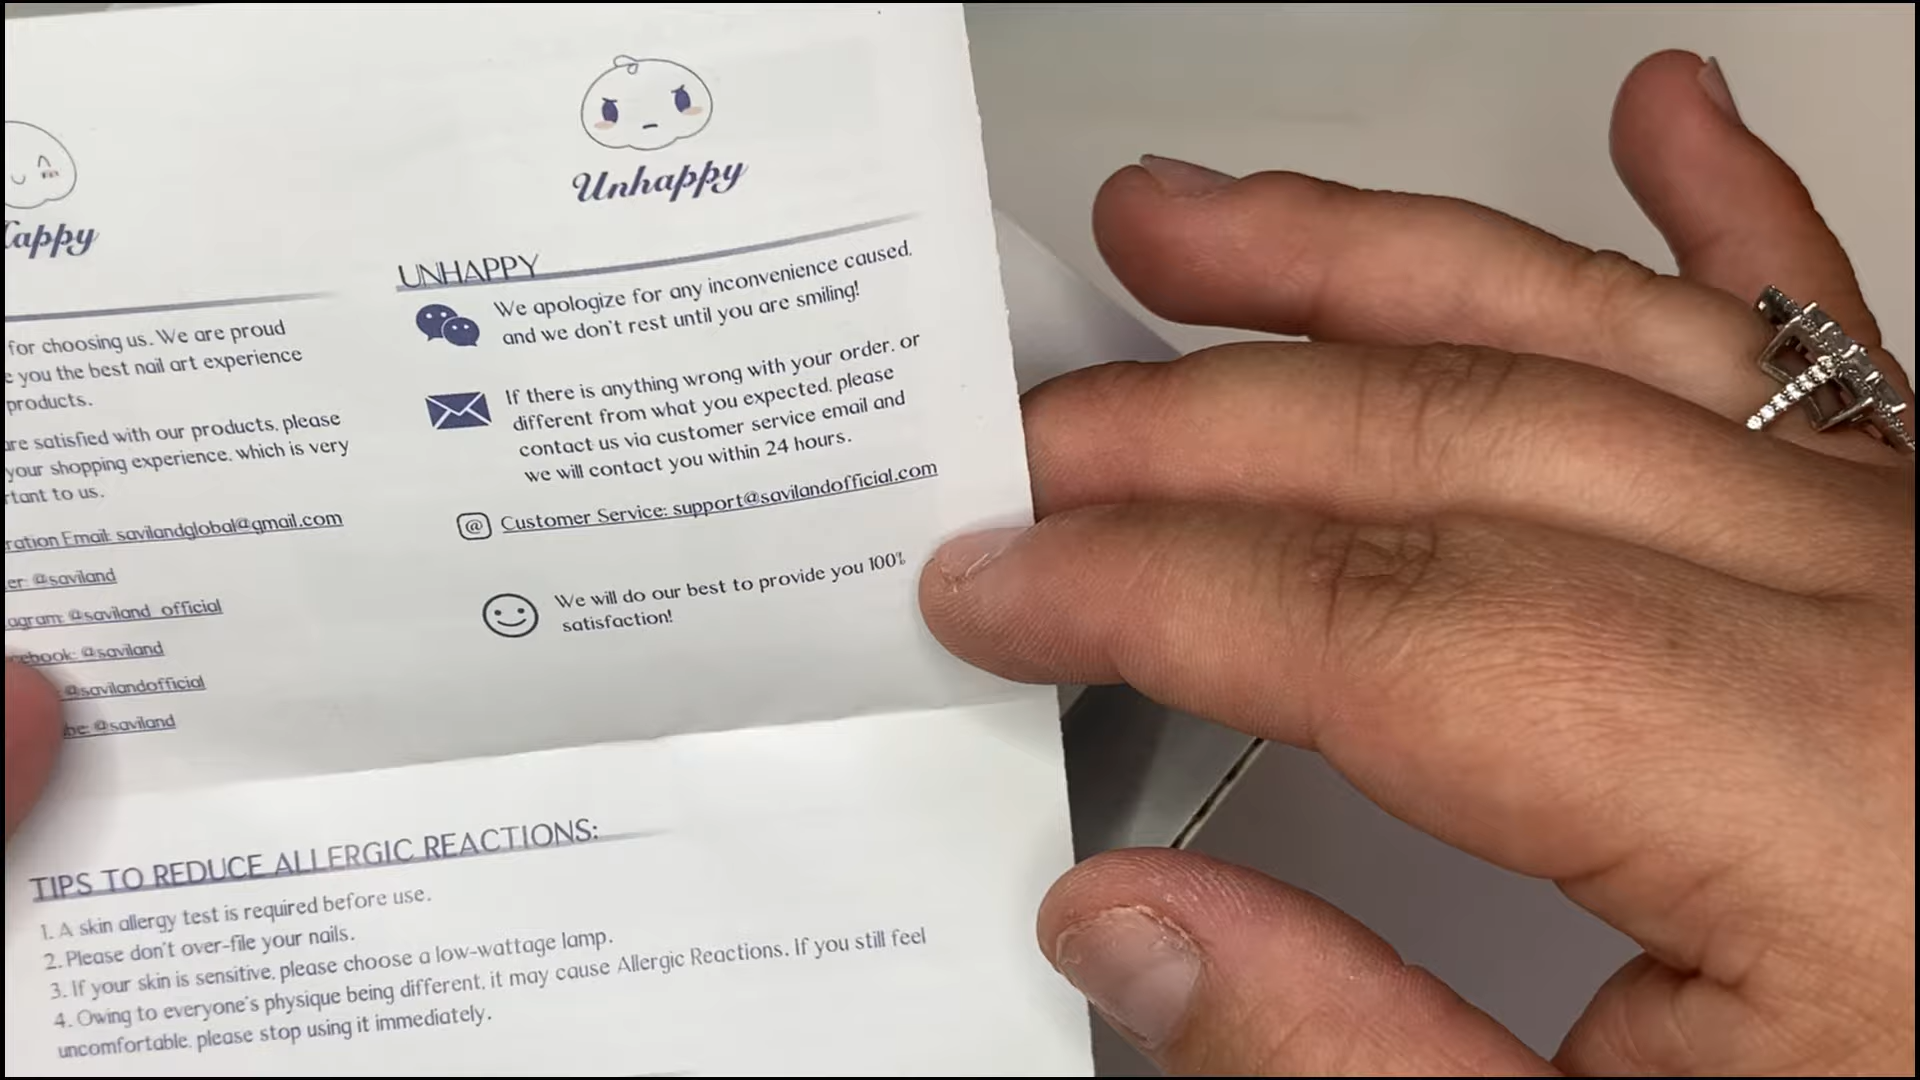 Unhappy
UNHAPPY
We apologize for any inconvenience caused,
and we don't rest until you are smiling!
If there is anything wrong with your order, or
different from what you expected, please
contact us via customer service email and
we will contact you within 24 hours.
@ Customer Service: support@savilandofficial.com
We will do our best to provide you 100%
satisfaction!
for choosing us. We are proud
you the best nail art experience
products.
satisfied with our products, please
your shopping experience, which is very
to us.
Email: savilandglobal@gmail.com
@saviland
@saviland_official
@saviland
@savilandofficial
@saviland
TIPS TO REDUCE ALLERGIC REACTIONS:
1. A skin allergy test is required before use.
2. Please don't over-file your nails.
3. If your skin is sensitive, please choose a low-wattage lamp.
4. Owing to everyone's physique being different, it may cause Allergic Reactions. If you still feel
uncomfortable, please stop using it immediately.